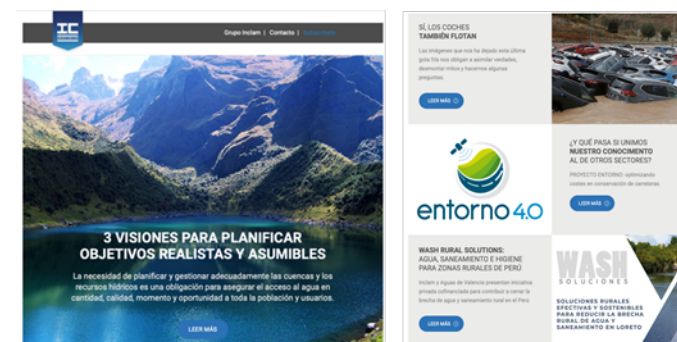 IC
Grupo Inclam | Contacto |
3 VISIONES PARA PLANIFICAR
OBJETIVOS REALISTAS Y ASUMIBLES
La necesidad de planificar y gestionar adecuadamente las cuencas y los
recursos hídricos es una obligación para asegurar el acceso al agua en
cantidad, calidad, momento y oportunidad a toda la población y usuarios.
LEER MÁS
SÍ, LOS COCHES
TAMBIÉN FLOTAN
Las imágenes que nos ha dejado esta última
gota fría nos obligan a asimilar verdades,
desmontar mitos y hacernos algunas
preguntas.
LEER MÁS
entorno 4.0
¿Y QUÉ PASA SI UNIMOS
NUESTRO CONOCIMIENTO
AL DE OTROS SECTORES?
PROYECTO ENTORNO: optimizando
costes en conservación de carreteras.
LEER MÁS
WASH RURAL SOLUTIONS:
AGUA, SANEAMIENTO E HIGIENE
PARA ZONAS RURALES DE PERÚ
Inclam y Aguas de Valencia presentan iniciativa
privada cofinanciada para contribuir a cerrar la
brecha de agua y saneamiento rural en el Perú
LEER MÁS
WASH
SOLUCIONES
SOLUCIONES RURALES
EFECTIVAS Y SOSTENIBLES
PARA REDUCIR LA BRECHA
RURAL DE AGUA Y
SANEAMIENTO EN LORETO